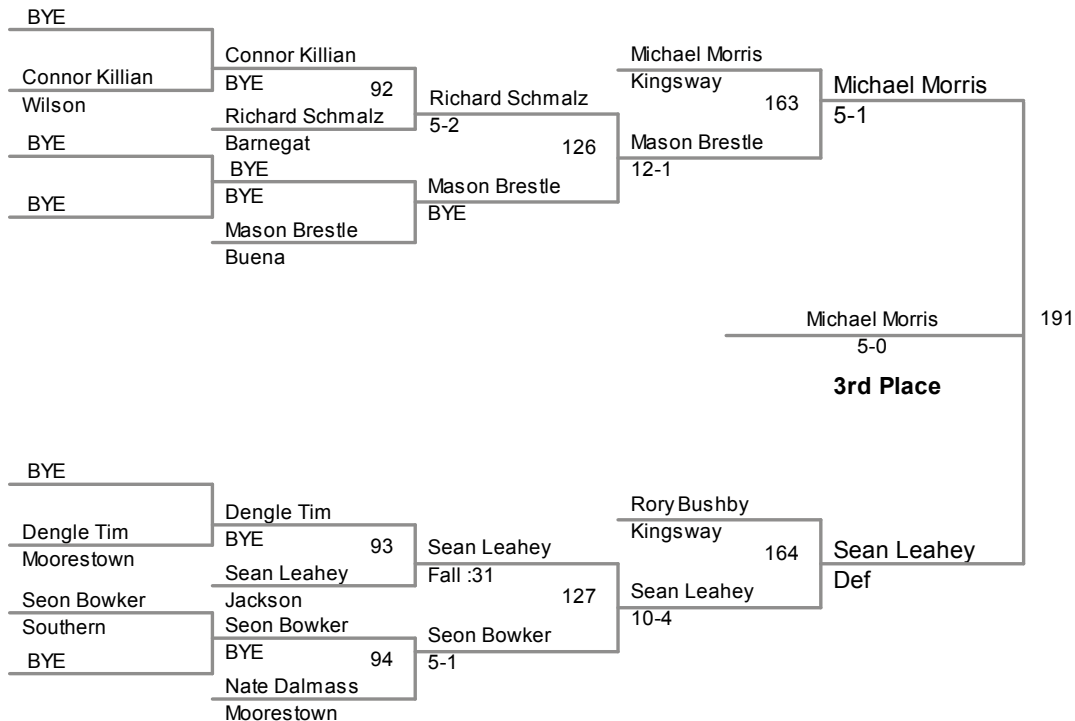 BYE
Connor Killian
Wilson
BYE
BYE
Connor Killian
BYE
92
Richard Schmalz
Barnegat
BYE
BYE
Mason Brestle
Buena
Richard Schmalz
5-2
126
Mason Brestle
BYE
Michael Morris
Kingsway
163
Mason Brestle
12-1
Michael Morris
5-1
Michael Morris
5-0
191
3rd Place
BYE
Dengle Tim
Moorestown
Seon Bowker
Southern
BYE
Dengle Tim
BYE
93
Sean Leahey
Jackson
Seon Bowker
BYE
94
Nate Dalmass
Moorestown
Sean Leahey
Fall :31
127
Seon Bowker
5-1
Rory Bushby
Kingsway
164
Sean Leahey
10-4
Sean Leahey
Def